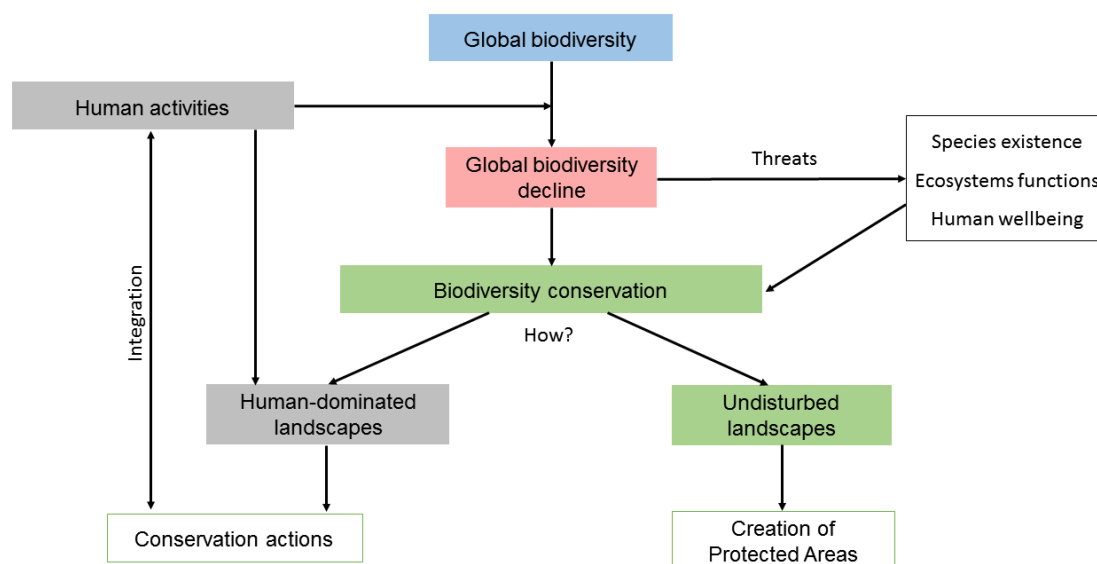 Global biodiversity
Human activities
Global biodiversity
decline
Threats
Species existence
Ecosystems functions
Human wellbeing
Biodiversity conservation
How?
Integration
Human-dominated
landscapes
Undisturbed
landscapes
Conservation actions
Creation of
Protected Areas